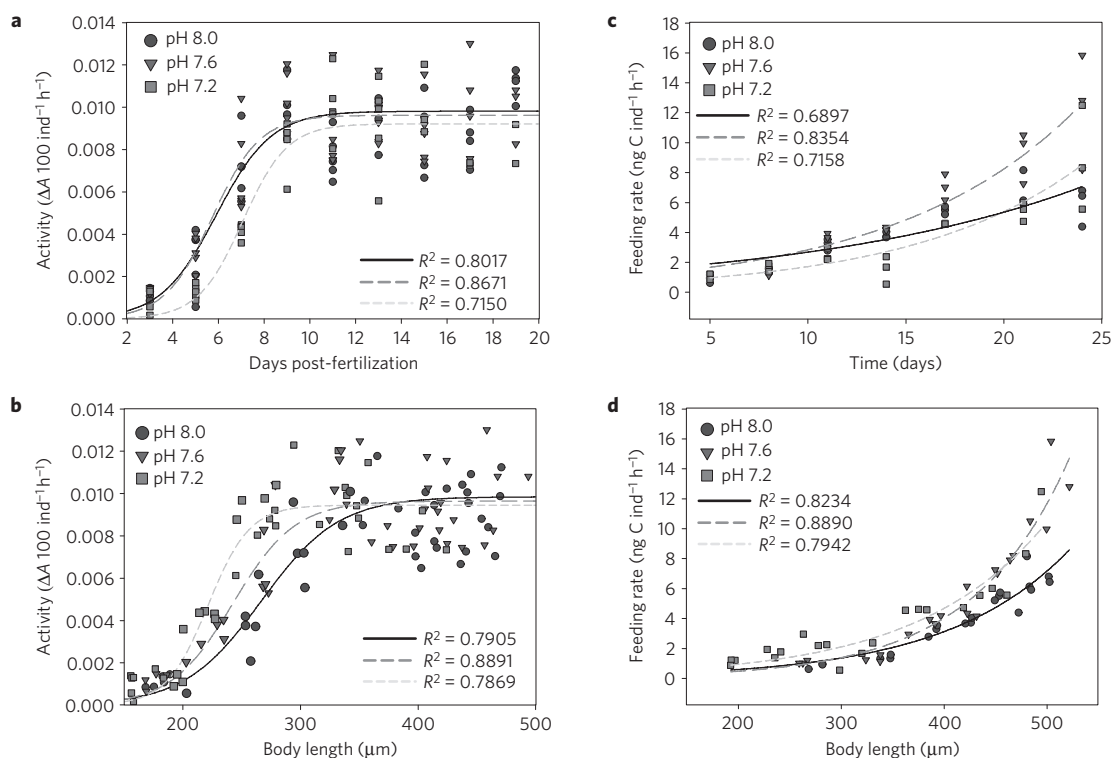 a
0.014
0.012
0.010
0.008
0.006
0.004
0.002
0.000
Activity (ΔA 100 ind⁻¹ h⁻¹)
pH 8.0
pH 7.6
pH 7.2
R² = 0.8017
R² = 0.8671
R² = 0.7150
2 4 6 8 10 12 14 16 18 20
Days post-fertilization
c
18
16
14
12
10
8
6
4
2
0
Feeding rate (ng C ind⁻¹ h⁻¹)
pH 8.0
pH 7.6
pH 7.2
R² = 0.6897
R² = 0.8354
R² = 0.7158
5 10 15 20 25
Time (days)
b
0.014
0.012
0.010
0.008
0.006
0.004
0.002
0.000
Activity (ΔA 100 ind⁻¹ h⁻¹)
pH 8.0
pH 7.6
pH 7.2
R² = 0.7905
R² = 0.8891
R² = 0.7869
200 300 400 500
Body length (μm)
d
18
16
14
12
10
8
6
4
2
0
Feeding rate (ng C ind⁻¹ h⁻¹)
pH 8.0
pH 7.6
pH 7.2
R² = 0.8234
R² = 0.8890
R² = 0.7942
200 300 400 500
Body length (μm)